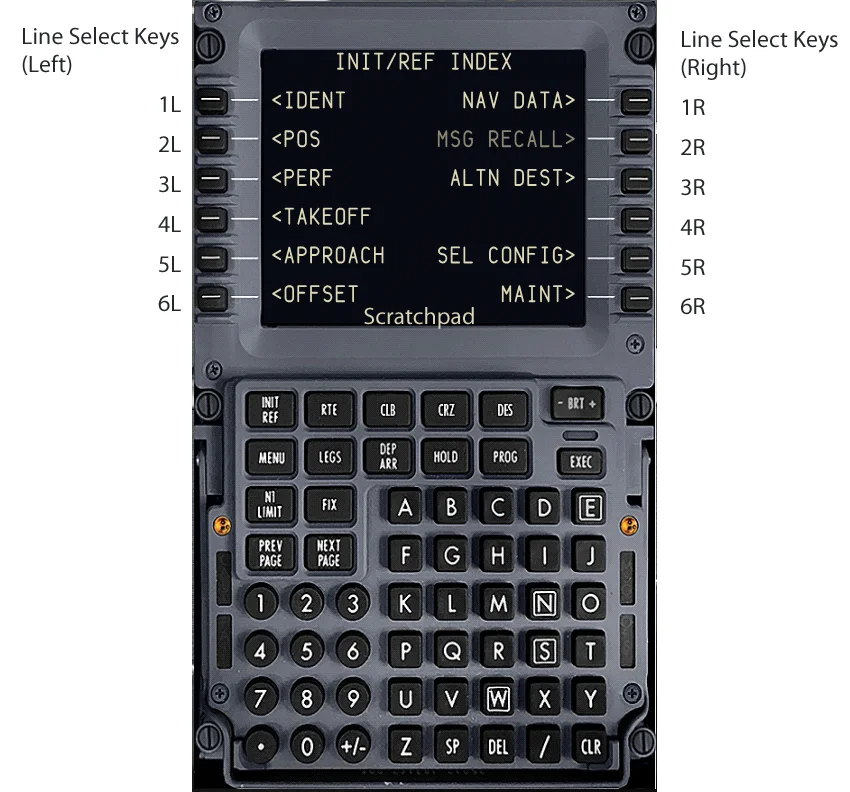 Line Select Keys
(Left)
Line Select Keys
(Right)
INIT/REF INDEX
1L <IDENT NAV DATA> 1R
2L <POS MSG RECALL> 2R
3L <PERF ALTN DEST> 3R
4L <TAKEOFF 4R
5L <APPROACH SEL CONFIG> 5R
6L <OFFSET MAINT> 6R
Scratchpad
INIT REF RTE CLB CRZ DES - BRT +
MENU LEGS DEP ARR HOLD PROG EXEC
N1 LIMIT FIX A B C D E
PREV PAGE NEXT PAGE F G H I J
1 2 3 K L M N O
4 5 6 P Q R S T
7 8 9 U V W X Y
. 0 +/- Z SP DEL / CLR